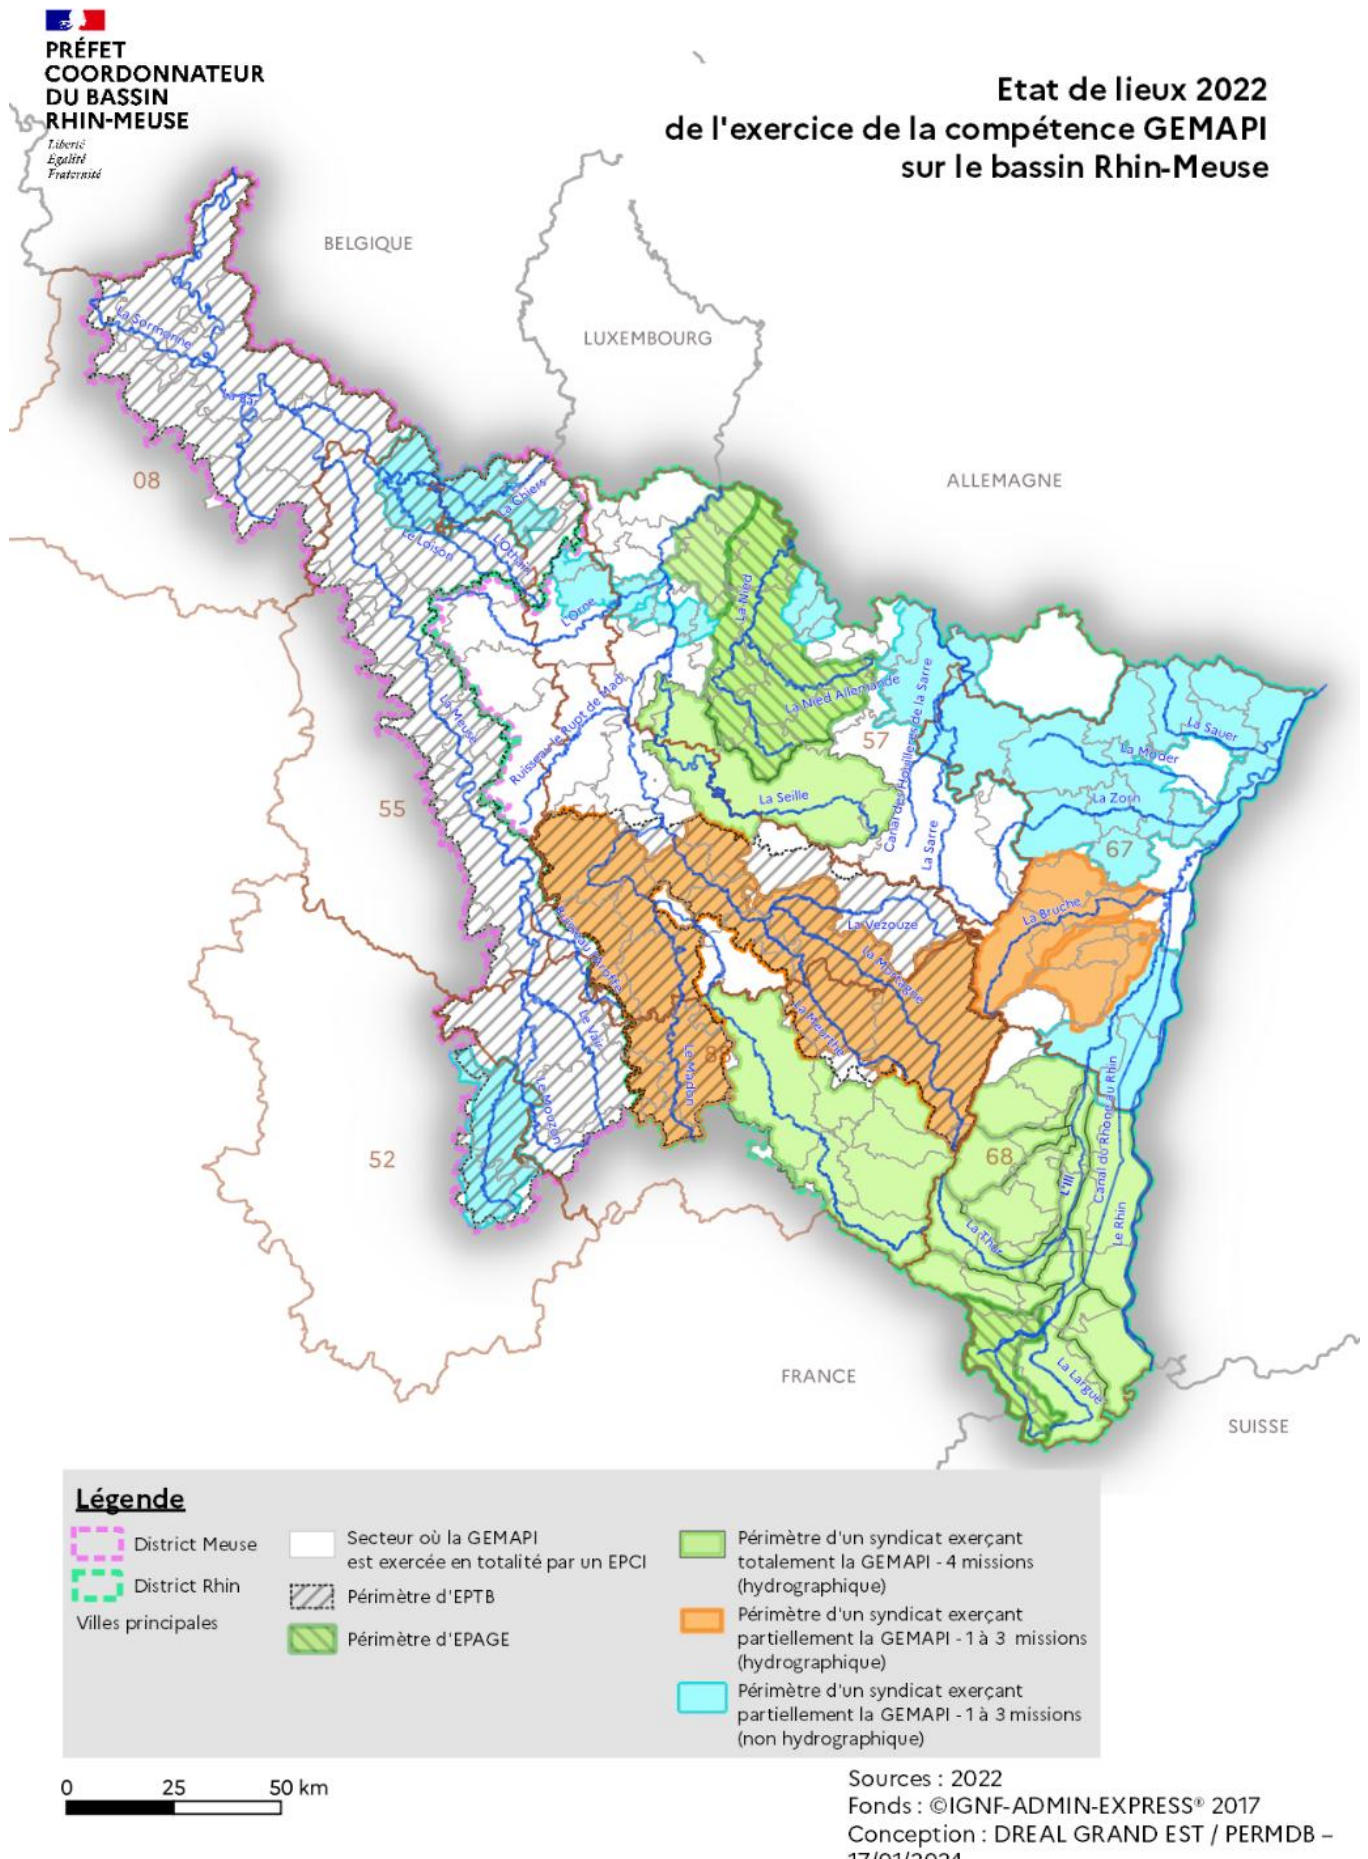 PRÉFET
COORDONNATEUR
DU BASSIN
RHIN-MEUSE
Liberté
Égalité
Fraternité
Etat de lieux 2022
de l'exercice de la compétence GEMAPI
sur le bassin Rhin-Meuse
BELGIQUE
LUXEMBOURG
ALLEMAGNE
La Sormonne
La Bar
08
La Chiers
L'Othain
Le Loison
L'Orne
La Nied
La Nied Allemande
La Meuse
Ruisseau le Rupt de Mad
57
Canal des Houillères de la Sarre
La Sauer
La Moder
La Zorn
La Seille
La Sarre
55
54
67
La Bruche
La Vezouze
La Mortagne
La Meurthe
Le Vair
Le Madon
88
Le Mouzon
52
68
L'Ill
Canal du Rhône au Rhin
Le Rhin
La Thur
La Largue
FRANCE
SUISSE
Légende
District Meuse
District Rhin
Villes principales
Secteur où la GEMAPI
est exercée en totalité par un EPCI
Périmètre d'EPTB
Périmètre d'EPAGE
Périmètre d'un syndicat exerçant
totalement la GEMAPI - 4 missions
(hydrographique)
Périmètre d'un syndicat exerçant
partiellement la GEMAPI - 1 à 3 missions
(hydrographique)
Périmètre d'un syndicat exerçant
partiellement la GEMAPI - 1 à 3 missions
(non hydrographique)
0 25 50 km
Sources : 2022
Fonds : ©IGNF-ADMIN-EXPRESS® 2017
Conception : DREAL GRAND EST / PERMDB –
17/01/2024